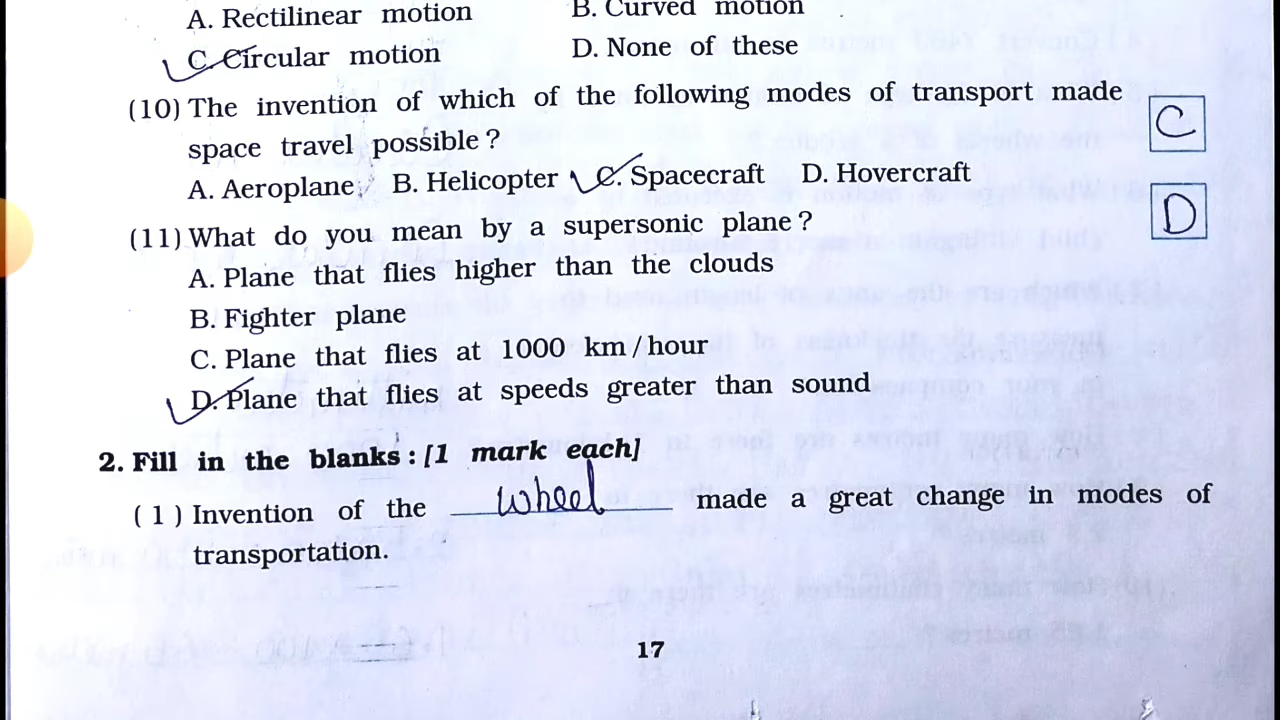 A. Rectilinear motion B. Curved motion
C. Circular motion D. None of these
(10) The invention of which of the following modes of transport made C
space travel possible ?
A. Aeroplane B. Helicopter C. Spacecraft D. Hovercraft
(11) What do you mean by a supersonic plane ? D
A. Plane that flies higher than the clouds
B. Fighter plane
C. Plane that flies at 1000 km/hour
D. Plane that flies at speeds greater than sound
2. Fill in the blanks : [1 mark each]
( 1 ) Invention of the wheel made a great change in modes of
transportation.
17